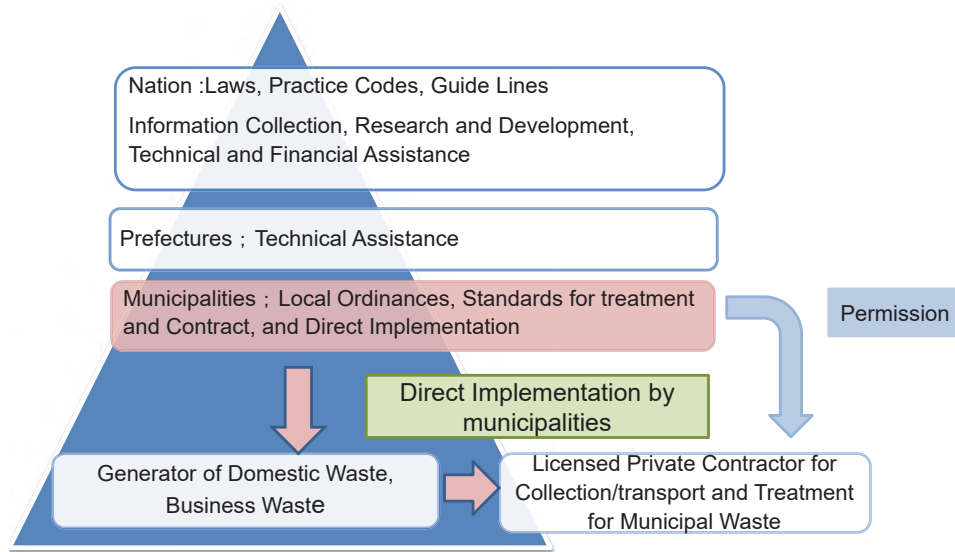 Nation :Laws, Practice Codes, Guide Lines
Information Collection, Research and Development,
Technical and Financial Assistance
Prefectures ; Technical Assistance
Municipalities ; Local Ordinances, Standards for treatment
and Contract, and Direct Implementation
Permission
Direct Implementation by
municipalities
Generator of Domestic Waste,
Business Waste
Licensed Private Contractor for
Collection/transport and Treatment
for Municipal Waste